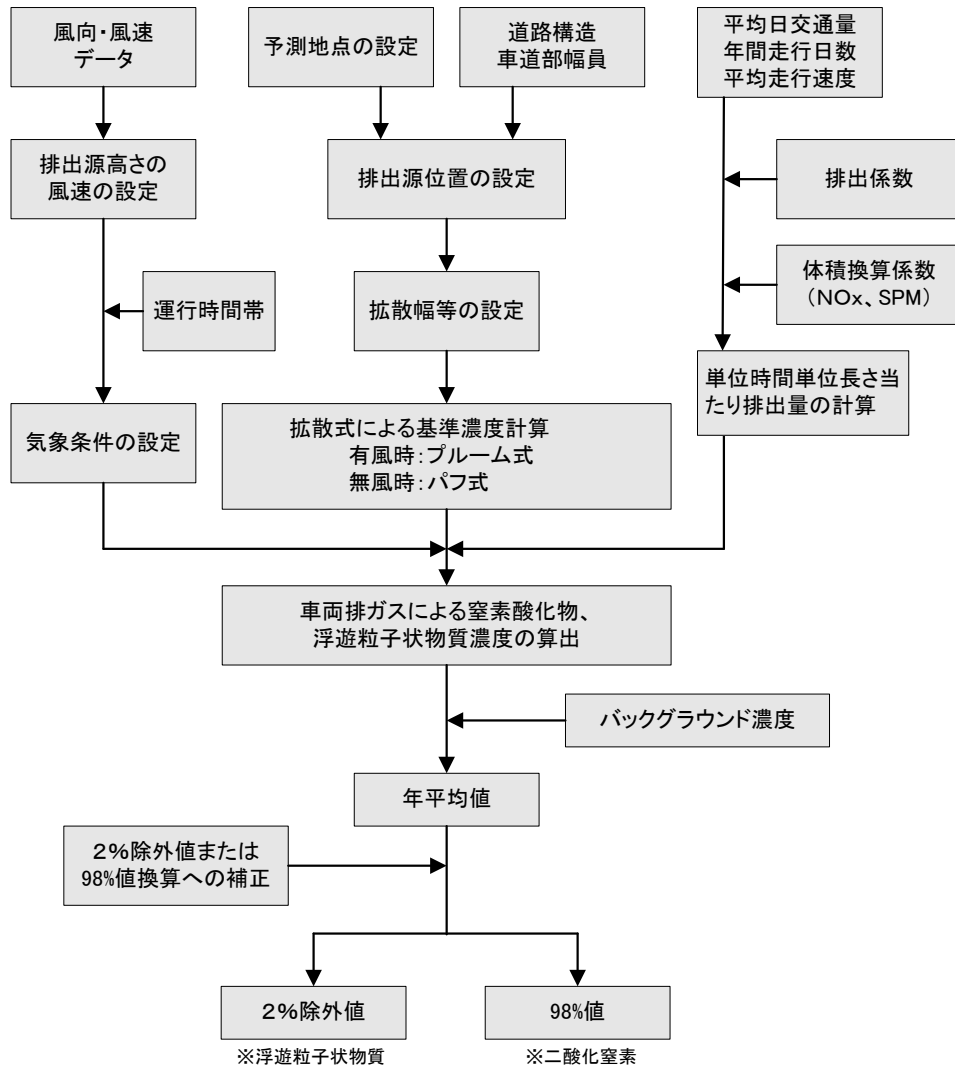 風向・風速
データ
予測地点の設定
道路構造
車道部幅員
平均日交通量
年間走行日数
平均走行速度
排出源高さの
風速の設定
排出源位置の設定
排出係数
運行時間帯
拡散幅等の設定
体積換算係数
（NOx、SPM）
気象条件の設定
拡散式による基準濃度計算
有風時：プルーム式
無風時：パフ式
単位時間単位長さ当
たり排出量の計算
車両排ガスによる窒素酸化物、
浮遊粒子状物質濃度の算出
バックグラウンド濃度
年平均値
２％除外値または
98%値換算への補正
２％除外値
98%値
※浮遊粒子状物質
※二酸化窒素